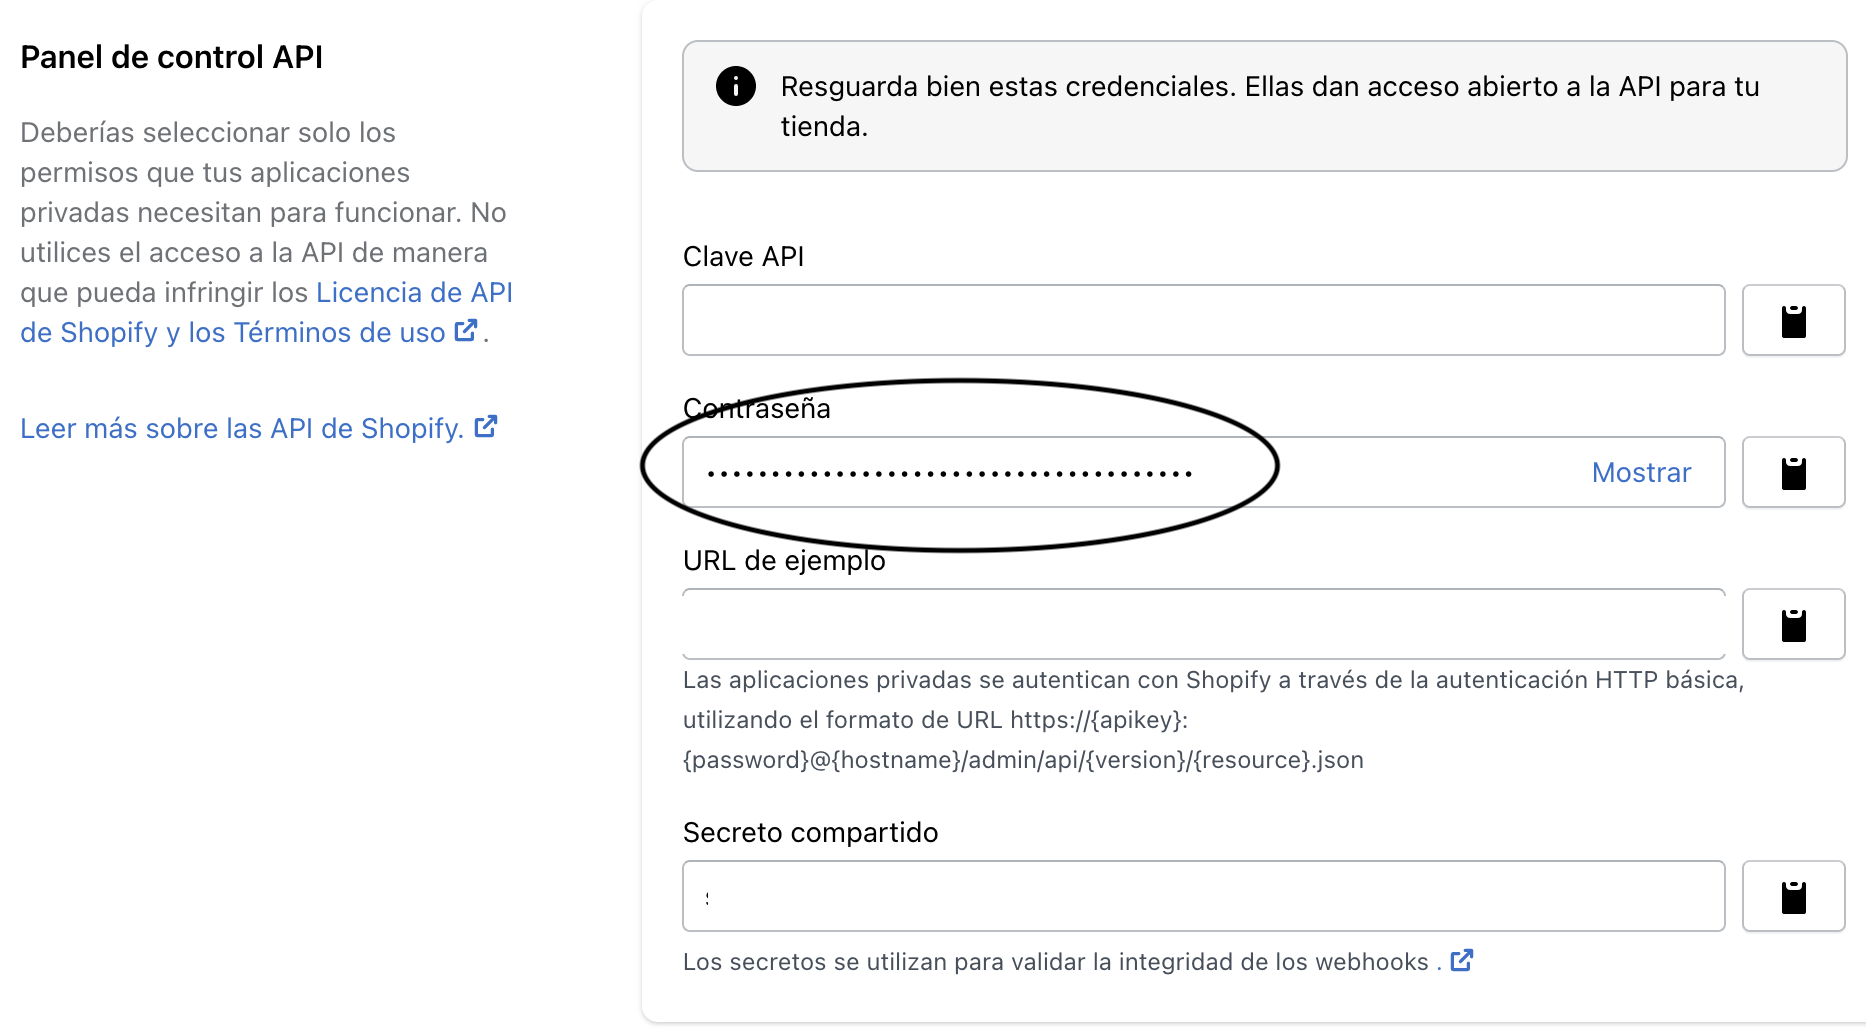 Panel de control API
Deberías seleccionar solo los
permisos que tus aplicaciones
privadas necesitan para funcionar. No
utilices el acceso a la API de manera
que pueda infringir los Licencia de API
de Shopify y los Términos de uso .
Leer más sobre las API de Shopify.
Resguarda bien estas credenciales. Ellas dan acceso abierto a la API para tu
tienda.
Clave API
Contraseña
••••••••••••••••••••••••••••••••••••••
Mostrar
URL de ejemplo
Las aplicaciones privadas se autentican con Shopify a través de la autenticación HTTP básica,
utilizando el formato de URL https://{apikey}:
{password}@{hostname}/admin/api/{version}/{resource}.json
Secreto compartido
Los secretos se utilizan para validar la integridad de los webhooks .